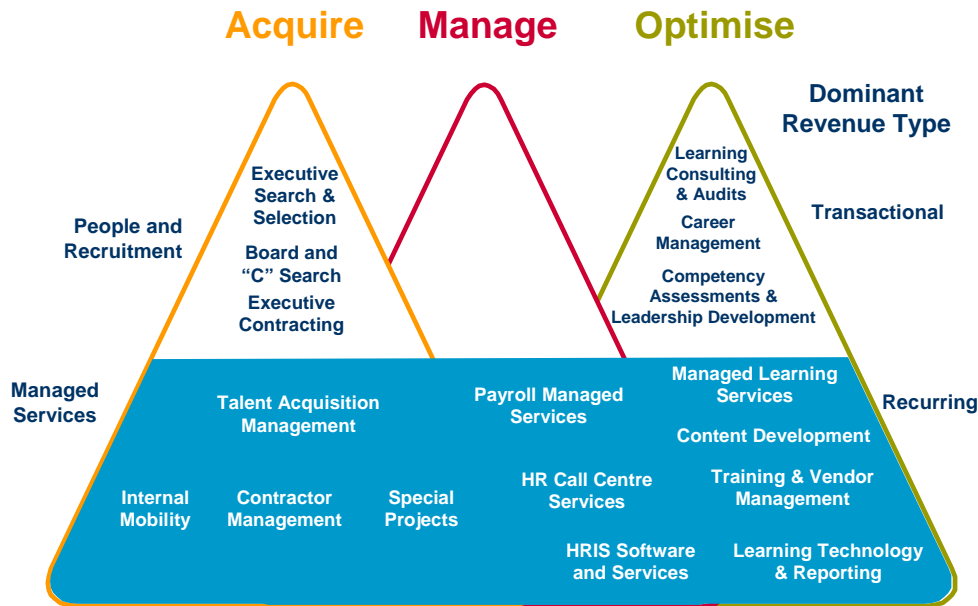 Acquire Manage Optimise
Dominant
Revenue Type
Executive
Search &
Selection
Board and
“C” Search
Executive
Contracting
Learning
Consulting
& Audits
Career
Management
Competency
Assessments &
Leadership Development
People and
Recruitment
Transactional
Managed
Services
Recurring
Talent Acquisition
Management
Payroll Managed
Services
Managed Learning
Services
Content Development
Internal
Mobility
Contractor
Management
Special
Projects
HR Call Centre
Services
Training & Vendor
Management
HRIS Software
and Services
Learning Technology
& Reporting